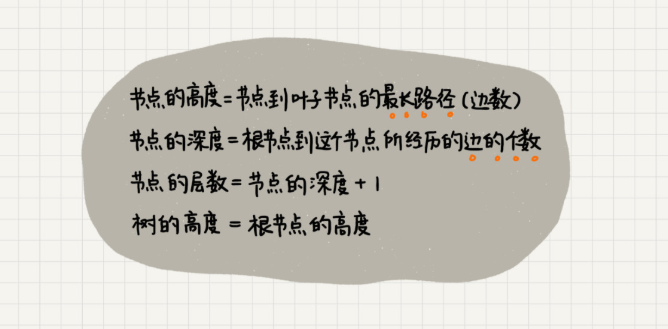 节点的高度=节点到叶子节点的最长路径(边数)
节点的深度=根节点到这个节点所经历的边的个数
节点的层数=节点的深度+1
树的高度=根节点的高度